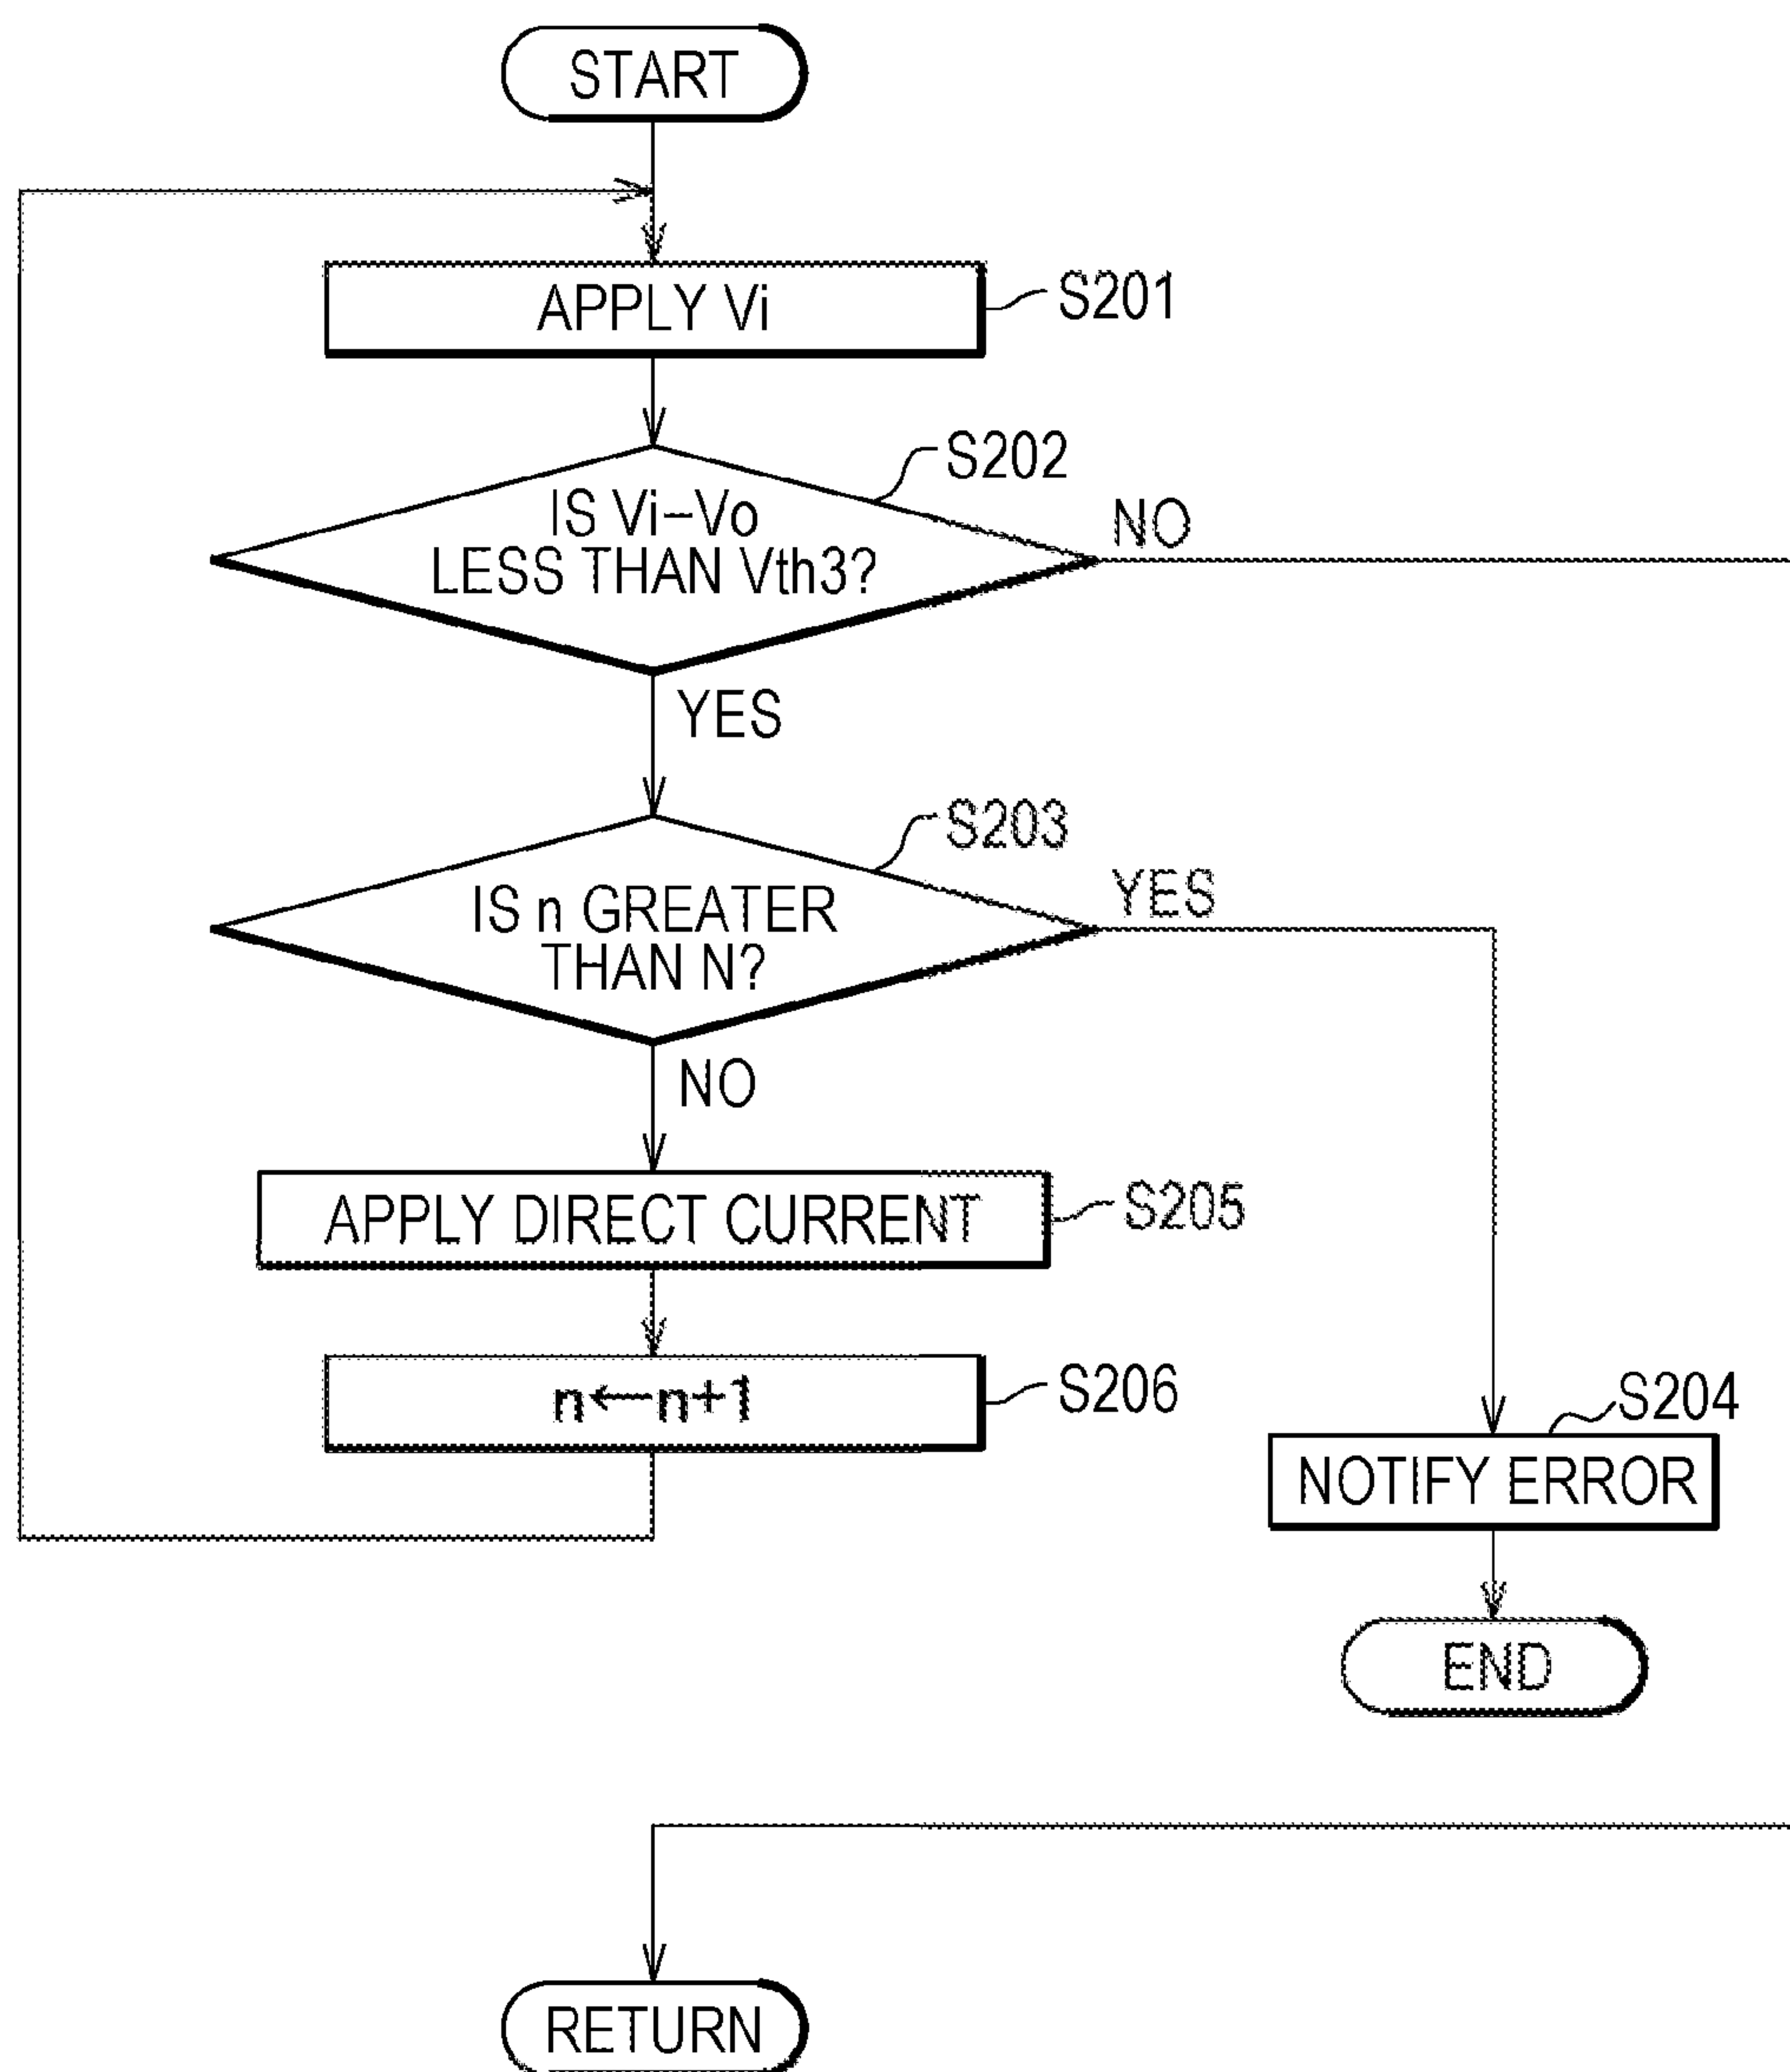 START
APPLY Vi
S201
S202
IS Vi–Vo
LESS THAN Vth3?
NO
YES
S203
IS n GREATER
THAN N?
YES
NO
APPLY DIRECT CURRENT
S205
n←n+1
S206
S204
NOTIFY ERROR
END
RETURN